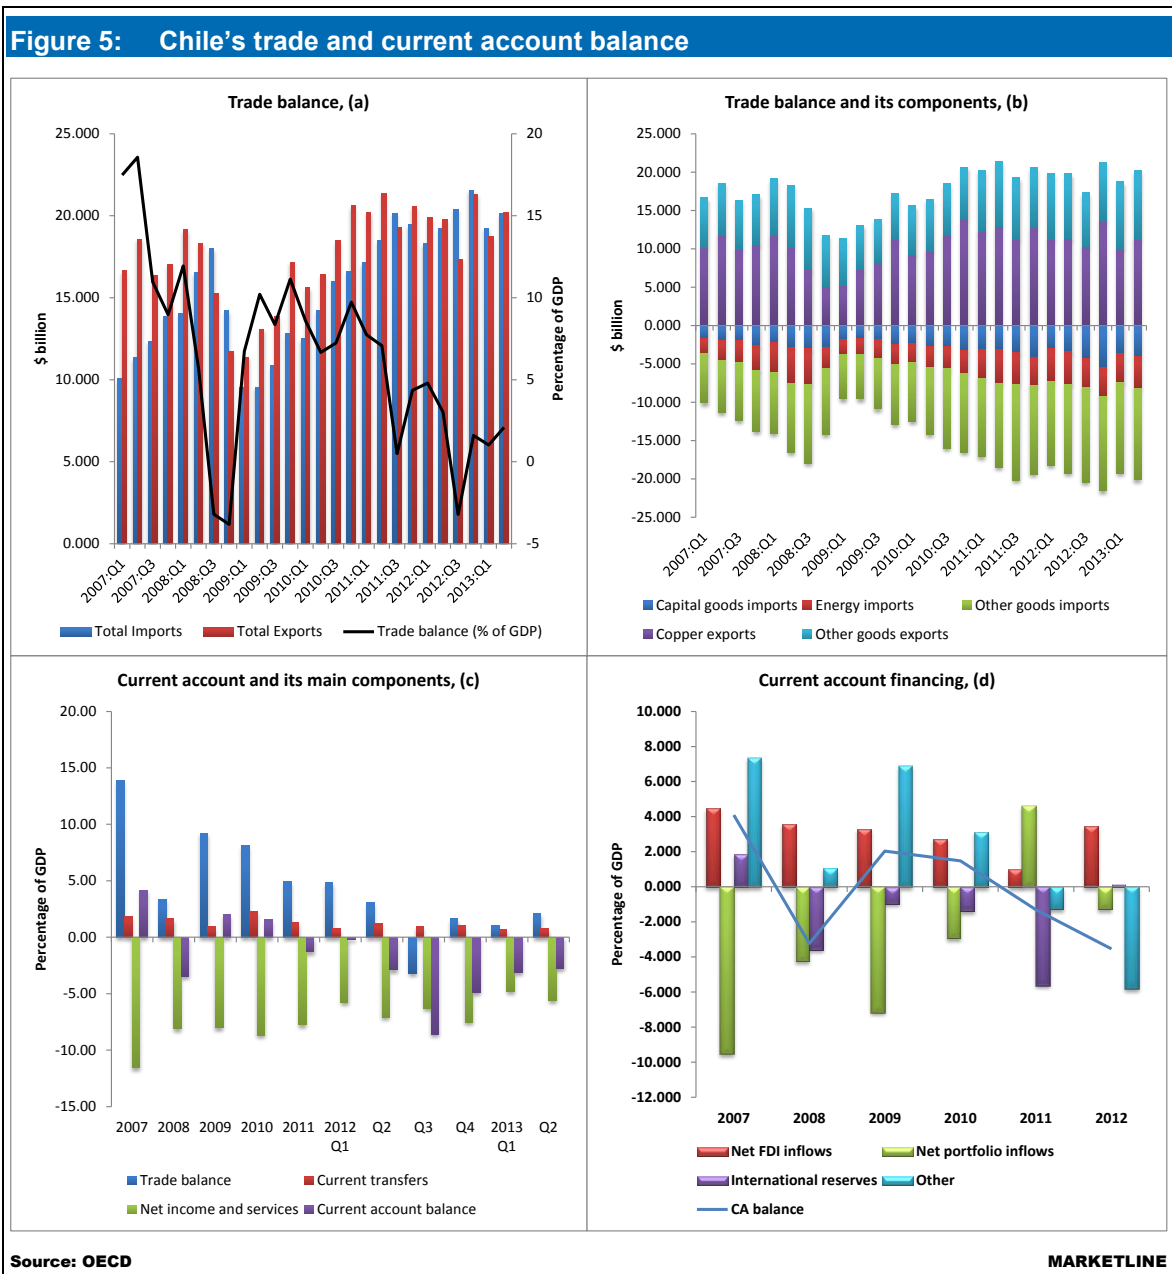 Figure 5: Chile's trade and current account balance
Trade balance, (a)
25.000
20.000
15.000
10.000
5.000
0.000
$ billion
20
15
10
5
0
-5
Percentage of GDP
2007:Q1
2007:Q3
2008:Q1
2008:Q3
2009:Q1
2009:Q3
2010:Q1
2010:Q3
2011:Q1
2011:Q3
2012:Q1
2012:Q3
2013:Q1
Total Imports Total Exports Trade balance (% of GDP)
Trade balance and its components, (b)
25.000
20.000
15.000
10.000
5.000
0.000
-5.000
-10.000
-15.000
-20.000
-25.000
$ billion
2007:Q1
2007:Q3
2008:Q1
2008:Q3
2009:Q1
2009:Q3
2010:Q1
2010:Q3
2011:Q1
2011:Q3
2012:Q1
2012:Q3
2013:Q1
Capital goods imports Energy imports Other goods imports
Copper exports Other goods exports
Current account and its main components, (c)
20.00
15.00
10.00
5.00
0.00
-5.00
-10.00
-15.00
Percentage of GDP
2007 2008 2009 2010 2011 2012 Q2 Q3 Q4 2013 Q2
Q1 Q1
Trade balance Current transfers
Net income and services Current account balance
Current account financing, (d)
10.000
8.000
6.000
4.000
2.000
0.000
-2.000
-4.000
-6.000
-8.000
-10.000
-12.000
Percentage of GDP
2007 2008 2009 2010 2011 2012
Net FDI inflows Net portfolio inflows
International reserves Other
CA balance
Source: OECD MARKETLINE